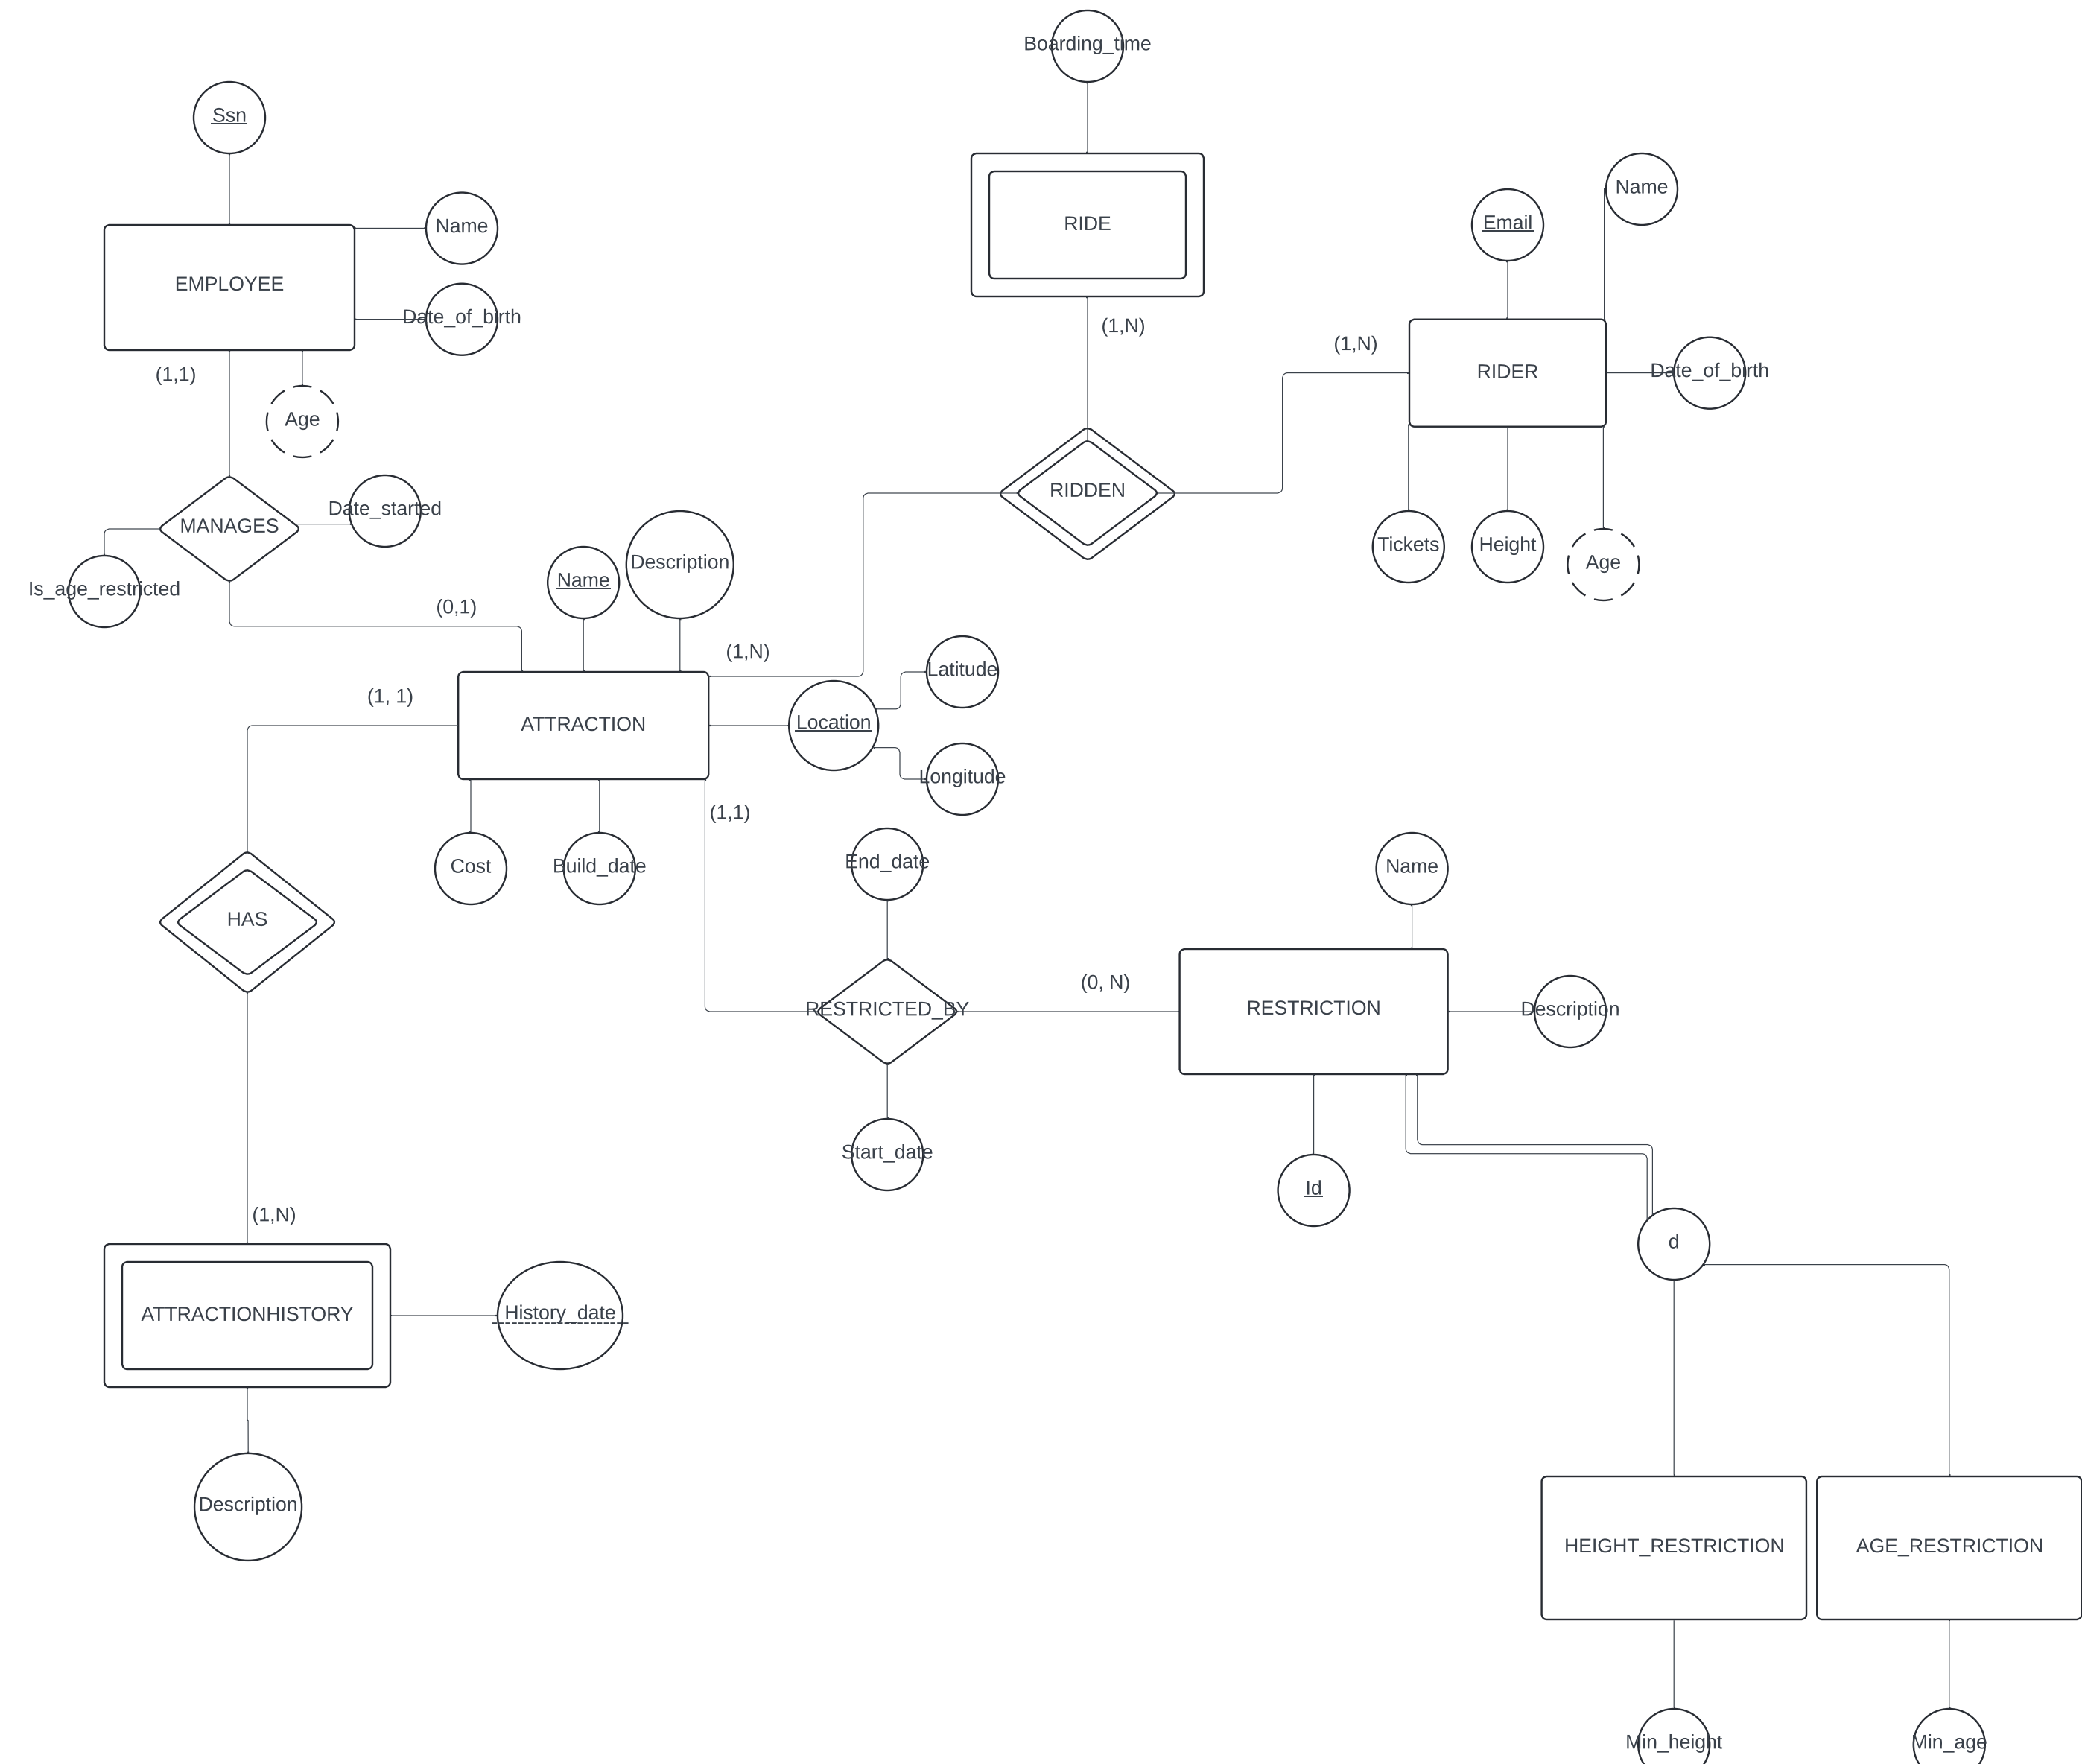 Boarding_time
Ssn
Name
Name
Email
RIDE
EMPLOYEE
Date_of_birth
(1,N)
(1,N)
(1,1)
RIDER
Date_of_birth
Age
RIDDEN
Date_started
MANAGES
Tickets
Height
Age
Description
Name
Is_age_restricted
(0,1)
(1,N)
Latitude
(1, 1)
ATTRACTION
Location
Longitude
(1,1)
Cost
Build_date
End_date
Name
HAS
(0, N)
RESTRICTED_BY
RESTRICTION
Description
Start_date
Id
(1,N)
d
ATTRACTIONHISTORY
History_date
Description
HEIGHT_RESTRICTION
AGE_RESTRICTION
Min_height
Min_age